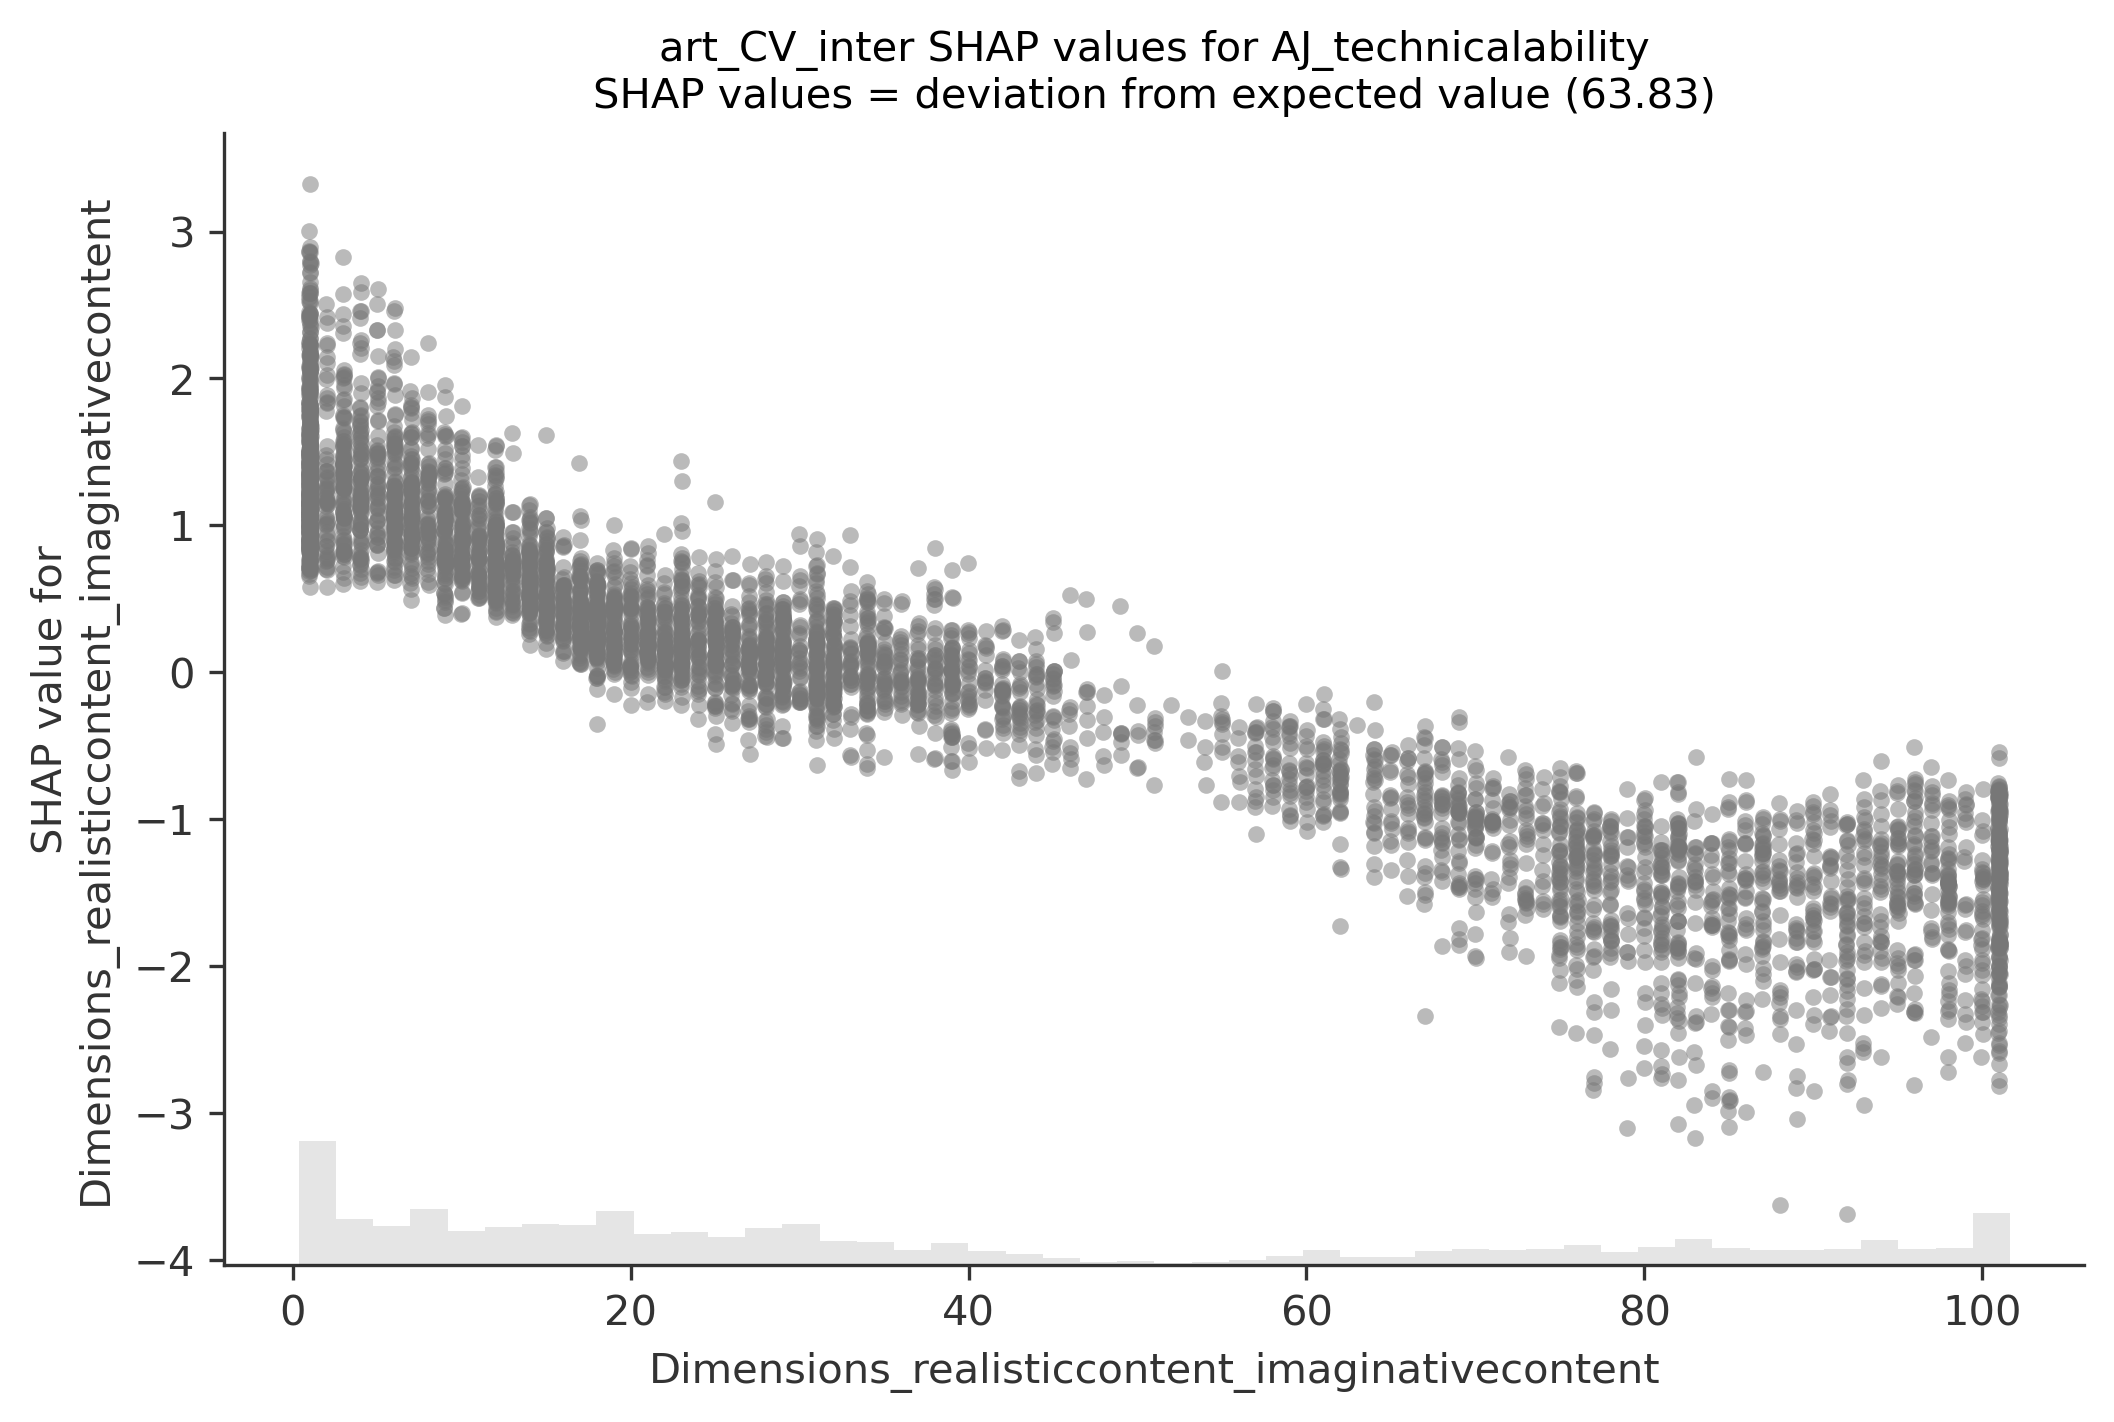 art_CV_inter SHAP values for AJ_technicalability
SHAP values = deviation from expected value (63.83)
SHAP value for
Dimensions_realisticcontent_imaginativecontent
3
2
1
0
−1
−2
−3
−4
0 20 40 60 80 100
Dimensions_realisticcontent_imaginativecontent